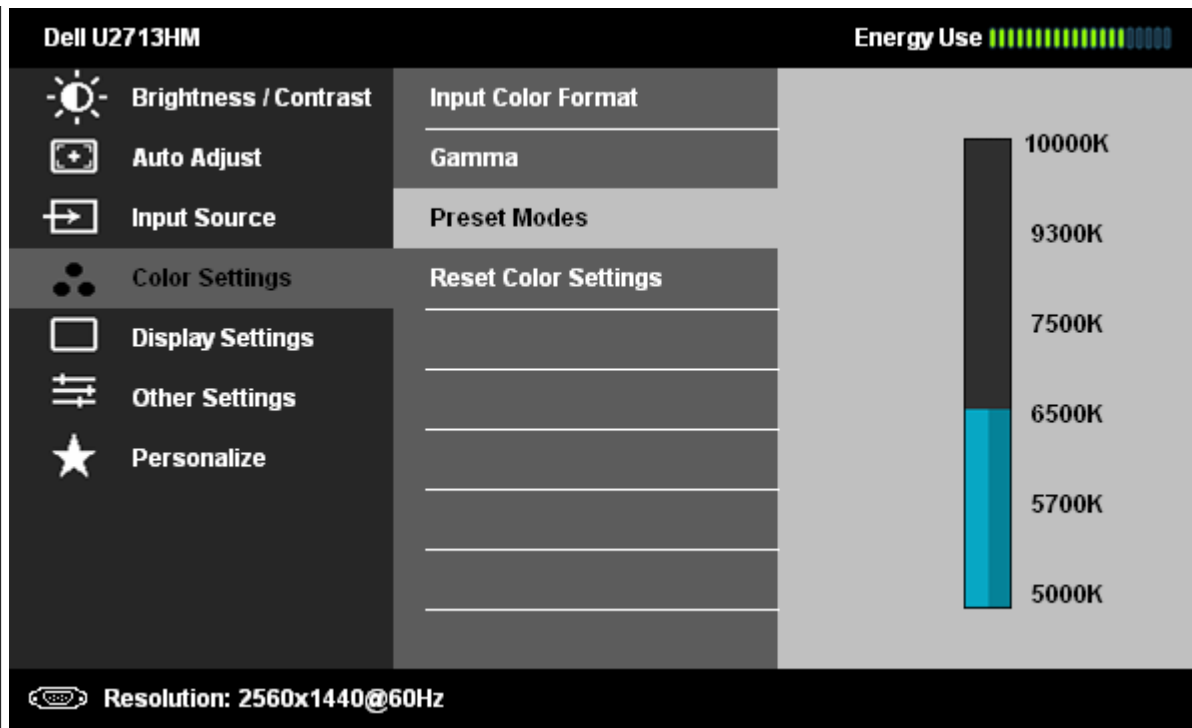 Dell U2713HM Energy Use
Brightness / Contrast Input Color Format
10000K
Auto Adjust Gamma
Input Source Preset Modes
9300K
Color Settings Reset Color Settings
7500K
Display Settings
Other Settings
6500K
Personalize
5700K
5000K
Resolution: 2560x1440@60Hz